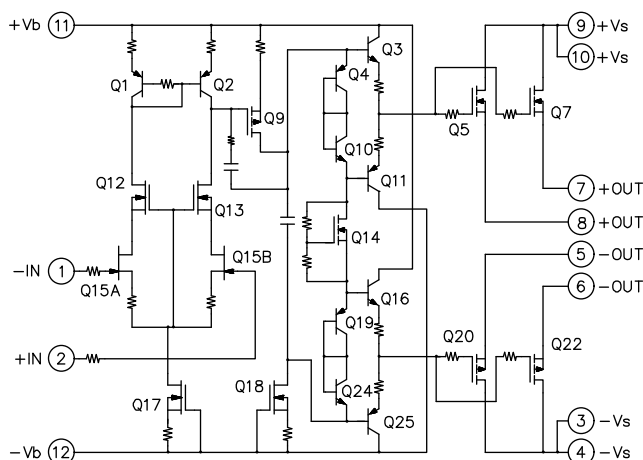 +Vb 11
Q3
9 +Vs
Q4
Q1
Q2
10 +Vs
Q9
Q5
Q7
Q10
Q12
Q13
Q11
7 +OUT
8 +OUT
Q14
-IN 1
Q15A
Q15B
5 -OUT
Q16
6 -OUT
Q19
Q20
Q22
+IN 2
Q17
Q18
Q24
Q25
3 -Vs
-Vb 12
4 -Vs